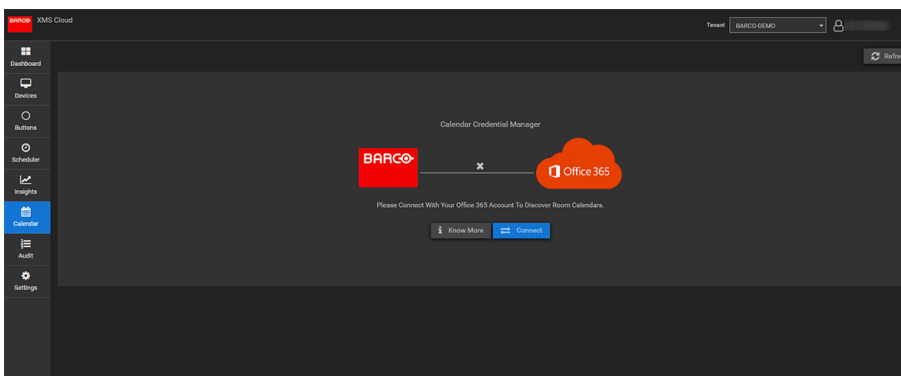 BARCO XMS Cloud
Tenant BARCO-DEMO
Dashboard
Refre
Devices
Buttons
Scheduler
Insights
Calendar
Audit
Settings
Calendar Credential Manager
BARCO
Office 365
Please Connect With Your Office 365 Account To Discover Room Calendars.
Know More Connect